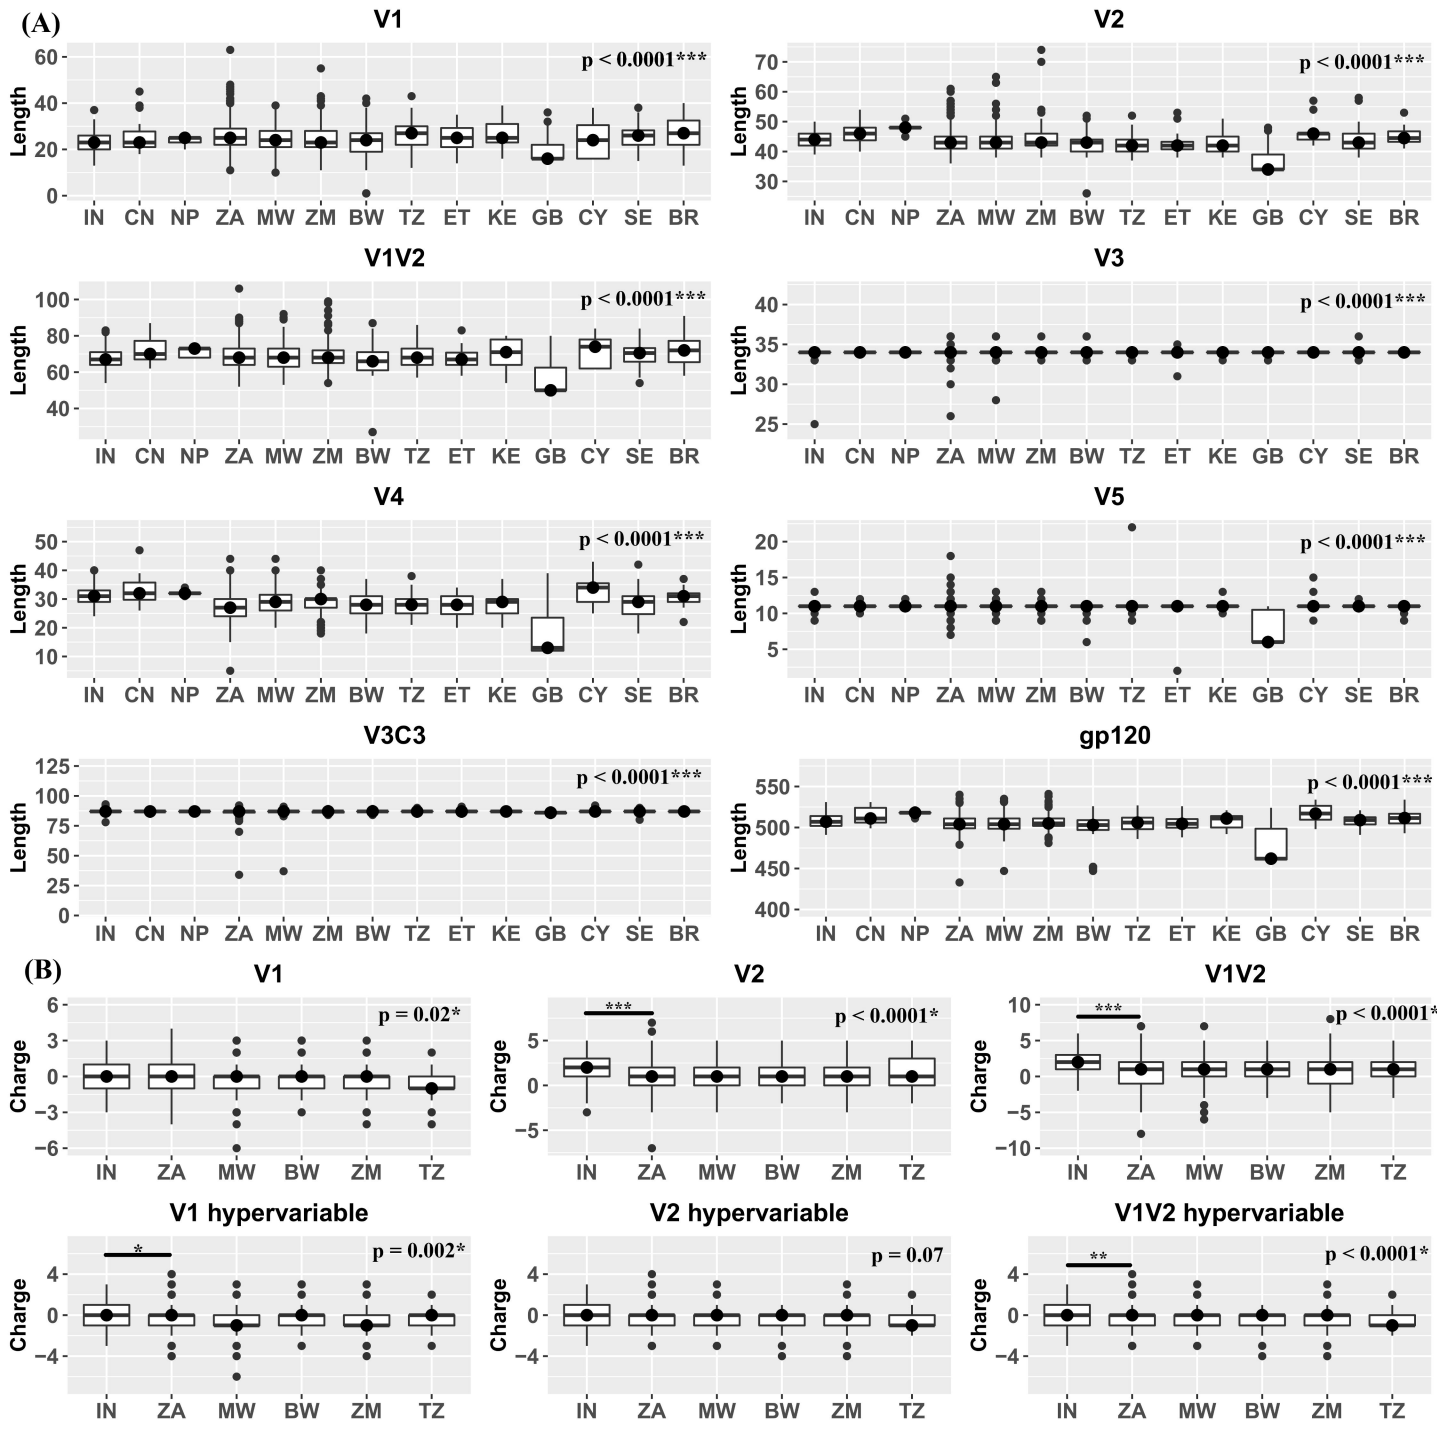 (A)
V1
V2
p < 0.0001***
p < 0.0001***
Length
60
40
20
0
Length
70
60
50
40
30
IN CN NP ZA MW ZM BW TZ ET KE GB CY SE BR
IN CN NP ZA MW ZM BW TZ ET KE GB CY SE BR
V1V2
V3
p < 0.0001***
p < 0.0001***
Length
100
80
60
40
Length
40
34
30
25
IN CN NP ZA MW ZM BW TZ ET KE GB CY SE BR
IN CN NP ZA MW ZM BW TZ ET KE GB CY SE BR
V4
V5
p < 0.0001***
p < 0.0001***
Length
50
40
30
20
10
Length
20
15
10
5
IN CN NP ZA MW ZM BW TZ ET KE GB CY SE BR
IN CN NP ZA MW ZM BW TZ ET KE GB CY SE BR
V3C3
gp120
p < 0.0001***
p < 0.0001***
Length
125
100
75
50
25
0
Length
550
500
450
400
IN CN NP ZA MW ZM BW TZ ET KE GB CY SE BR
IN CN NP ZA MW ZM BW TZ ET KE GB CY SE BR
(B)
V1
V2
V1V2
p = 0.02*
***
p < 0.0001*
***
p < 0.0001*
Charge
6
3
0
−3
−6
Charge
5
0
−5
Charge
10
5
0
−5
−10
IN ZA MW BW ZM TZ
IN ZA MW BW ZM TZ
IN ZA MW BW ZM TZ
V1 hypervariable
V2 hypervariable
V1V2 hypervariable
*
p = 0.002*
p = 0.07
**
p < 0.0001*
Charge
4
0
−4
Charge
4
0
−4
Charge
4
0
−4
IN ZA MW BW ZM TZ
IN ZA MW BW ZM TZ
IN ZA MW BW ZM TZ